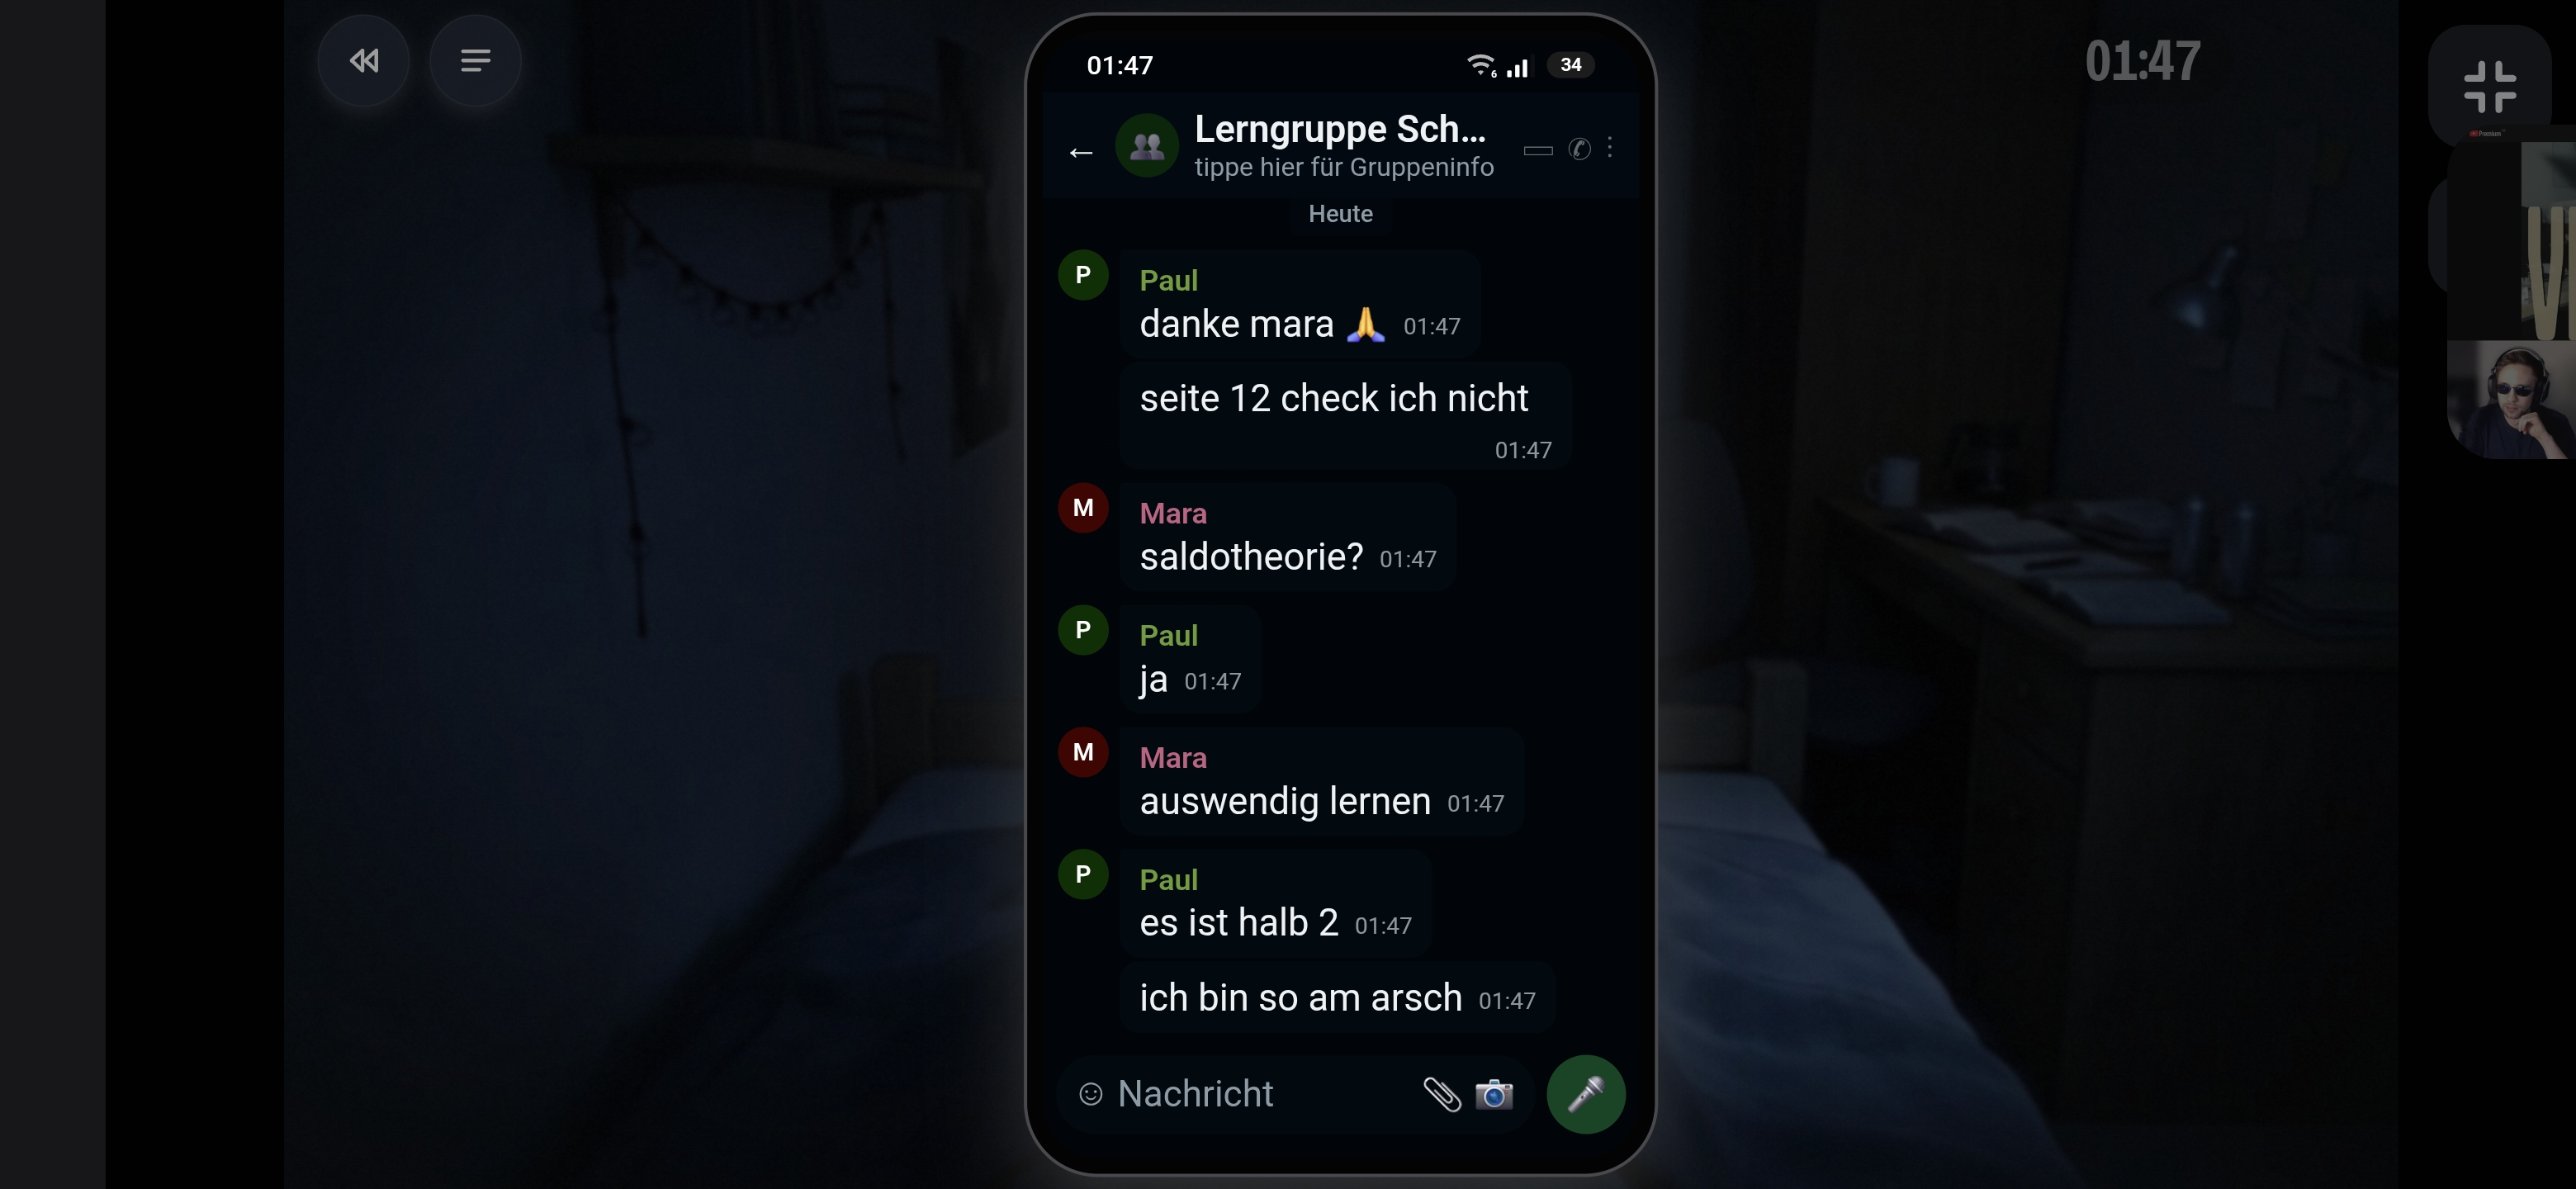 01:47
6
34
01:47
Lerngruppe Sch...
tippe hier für Gruppeninfo
Heute
P
Paul
danke mara 🙏 01:47
seite 12 check ich nicht
01:47
M
Mara
saldotheorie? 01:47
P
Paul
ja 01:47
M
Mara
auswendig lernen 01:47
P
Paul
es ist halb 2 01:47
ich bin so am arsch 01:47
Nachricht
Premium